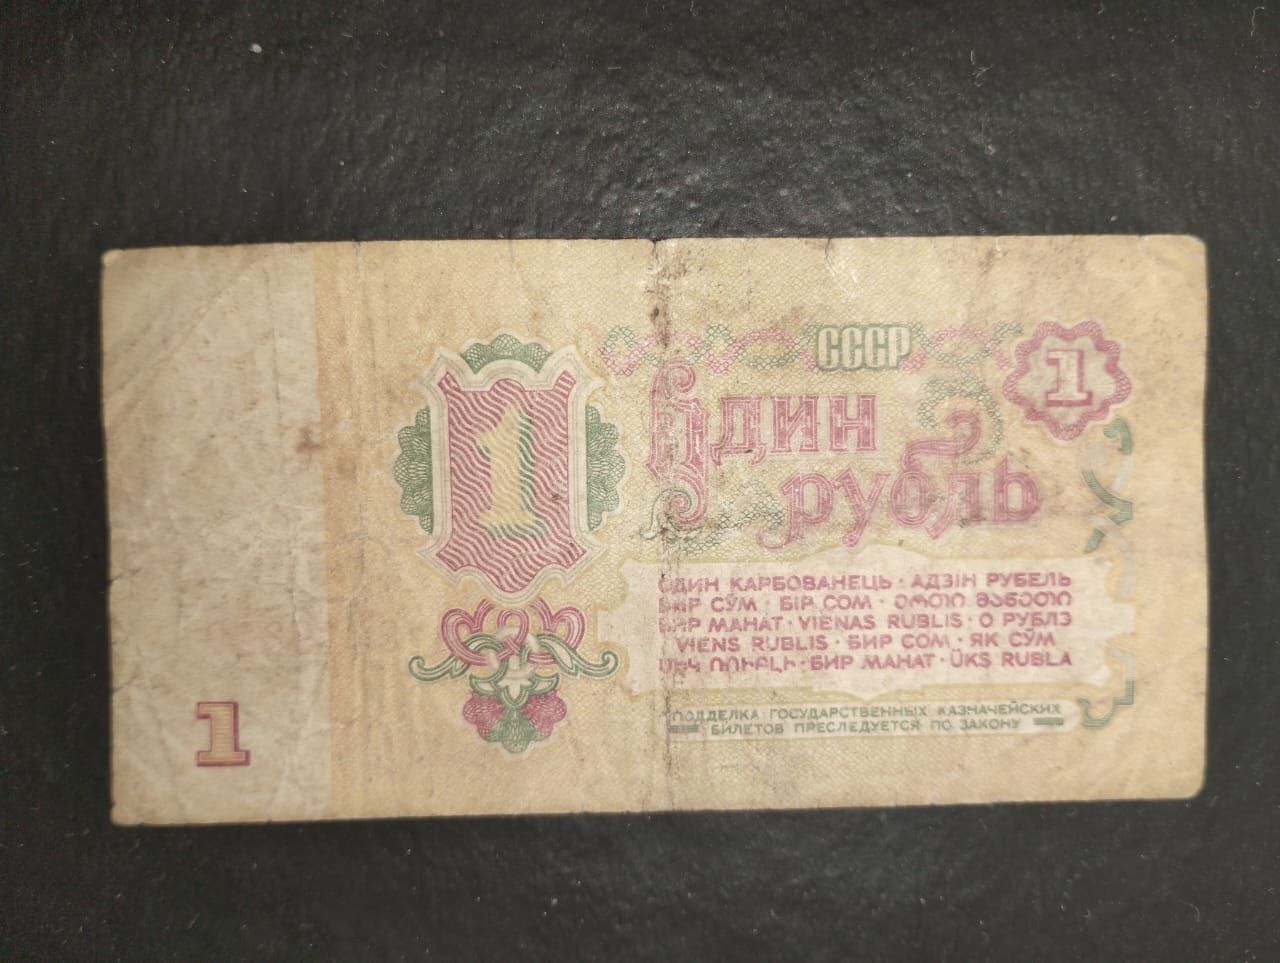 СССР
1
Один
рубль
1
ОДИН КАРБОВАНЕЦЬ · АДЗІН РУБЕЛЬ
БИР СЎМ · БІР СОМ · ᲔᲠᲗᲘ ᲛᲐᲜᲔᲗᲘ
БИР МАНАТ · VIENAS RUBLIS · О РУБЛЭ
VIENS RUBLIS · БИР СОМ · ЯК СЎМ
ՄԵԿ ՌՈՒԲԼԻ · БИР МАНАТ · ÜKS RUBLA
ПОДДЕЛКА ГОСУДАРСТВЕННЫХ КАЗНАЧЕЙСКИХ
БИЛЕТОВ ПРЕСЛЕДУЕТСЯ ПО ЗАКОНУ
1